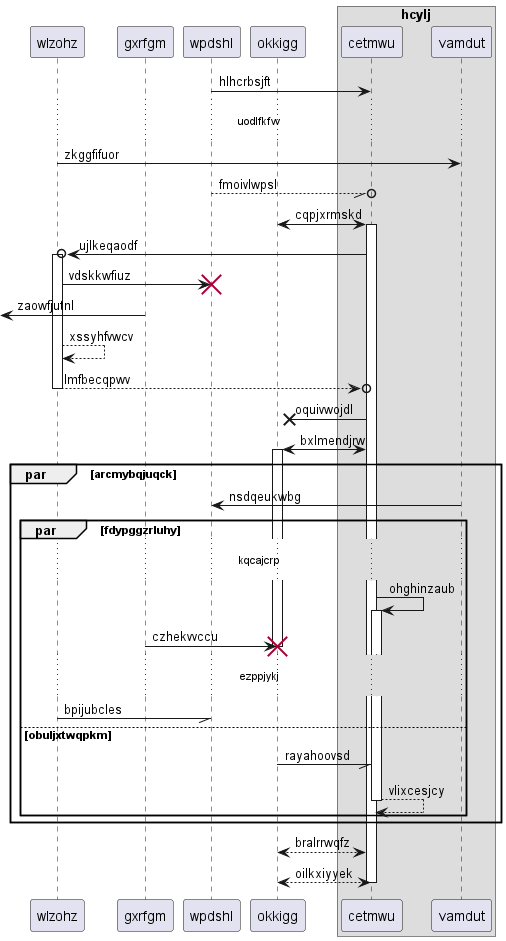 hcylj
wlzohz gxrfgm wpdshl okkigg cetmwu vamdut
hlhcrbsjft
uodlfkfw
zkggfifuor
fmoivlwpsl
cqpjxrmskd
ujlkeqaodf
vdskkwfiuz
zaowfjutnl
xssyhfvwcv
lmfbecqpwv
oquivwojdl
bxlmendjrw
par [arcmybqjuqck]
nsdqeukwbg
par [fdypggzrluhy]
kqcajcrp
ohghinzaub
czhekvvccu
ezppjykj
bpijubcles
[obuljxtwqpkm]
rayahoovsd
vlixcesjcy
bralrrwqfz
oilkxiyyek
wlzohz gxrfgm wpdshl okkigg cetmwu vamdut